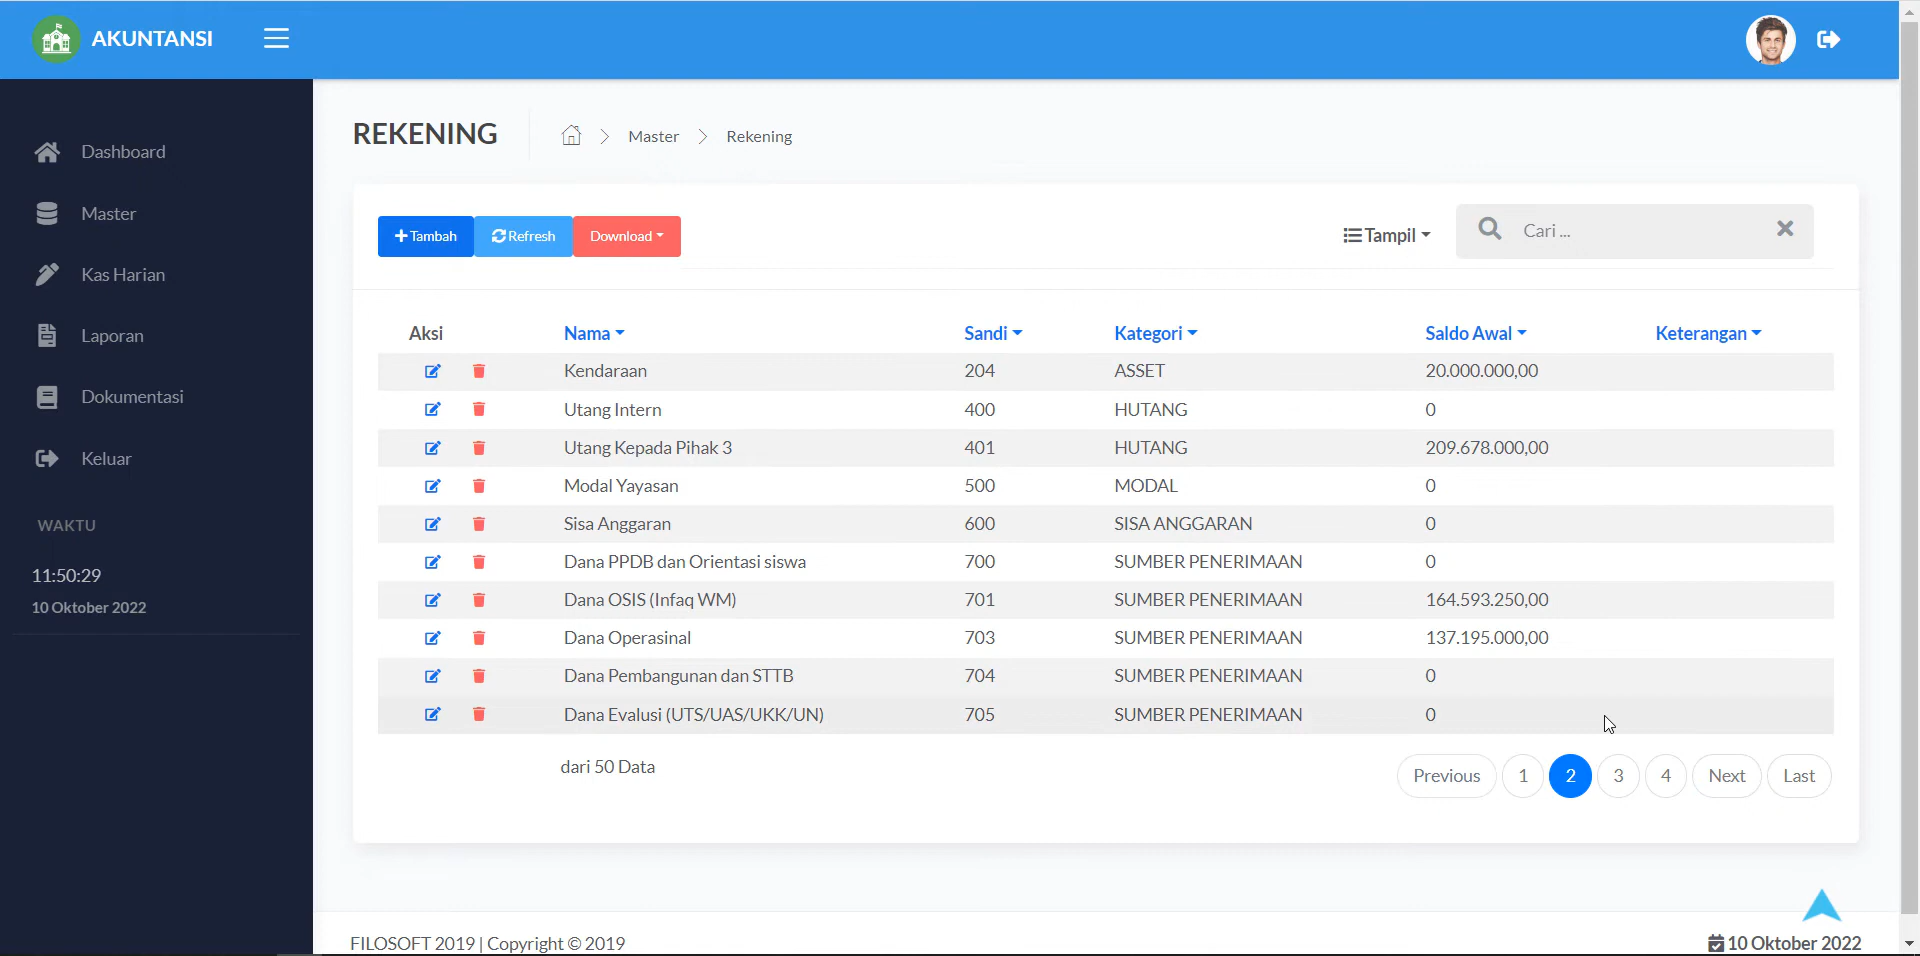 AKUNTANSI
Dashboard
Master
Kas Harian
Laporan
Dokumentasi
Keluar
WAKTU
11:50:29
10 Oktober 2022
REKENING
Master
Rekening
Tambah
Refresh
Download
Tampil
Cari ...
Aksi Nama Sandi Kategori Saldo Awal Keterangan
Kendaraan 204 ASSET 20.000.000,00
Utang Intern 400 HUTANG 0
Utang Kepada Pihak 3 401 HUTANG 209.678.000,00
Modal Yayasan 500 MODAL 0
Sisa Anggaran 600 SISA ANGGARAN 0
Dana PPDB dan Orientasi siswa 700 SUMBER PENERIMAAN 0
Dana OSIS (Infaq WM) 701 SUMBER PENERIMAAN 164.593.250,00
Dana Operasinal 703 SUMBER PENERIMAAN 137.195.000,00
Dana Pembangunan dan STTB 704 SUMBER PENERIMAAN 0
Dana Evalusi (UTS/UAS/UKK/UN) 705 SUMBER PENERIMAAN 0
dari 50 Data
Previous 1 2 3 4 Next Last
FILOSOFT 2019 | Copyright © 2019
10 Oktober 2022